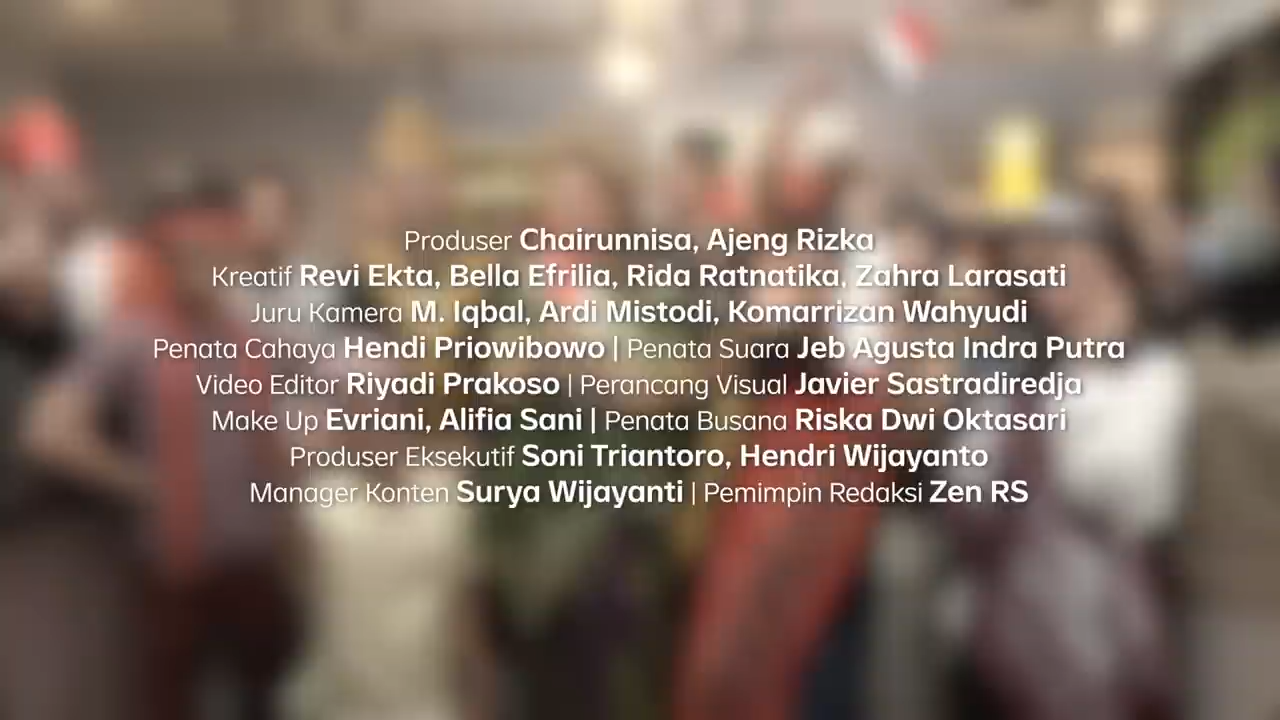 Produser Chairunnisa, Ajeng Rizka
Kreatif Revi Ekta, Bella Efrilia, Rida Ratnatika, Zahra Larasati
Juru Kamera M. Iqbal, Ardi Mistodi, Komarrizan Wahyudi
Penata Cahaya Hendi Priowibowo | Penata Suara Jeb Agusta Indra Putra
Video Editor Riyadi Prakoso | Perancang Visual Javier Sastradiredja
Make Up Evriani, Alifia Sani | Penata Busana Riska Dwi Oktasari
Produser Eksekutif Soni Triantoro, Hendri Wijayanto
Manager Konten Surya Wijayanti | Pemimpin Redaksi Zen RS